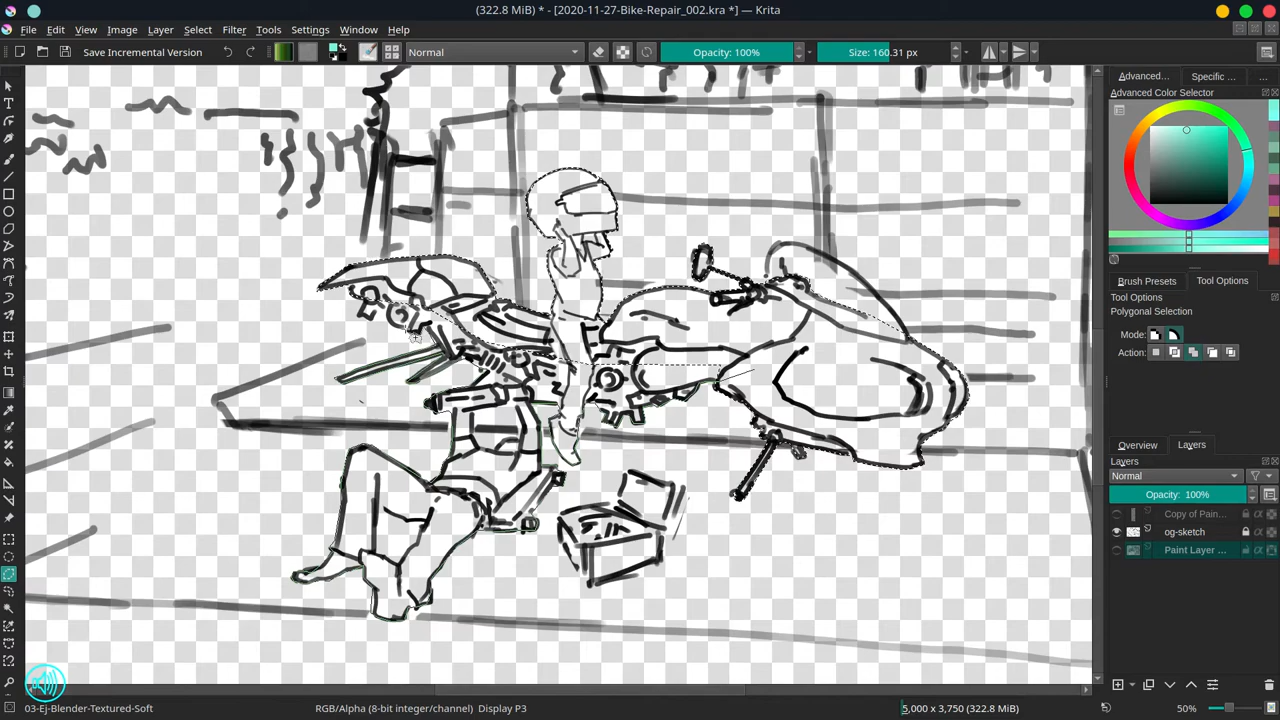 (322.8 MiB) * - [2020-11-27-Bike-Repair_002.kra *] — Krita
File Edit View Image Layer Select Filter Tools Settings Window Help
Save Incremental Version Normal Opacity: 100% Size: 160.31 px
Advanced... Specific ... ...
Advanced Color Selector
Brush Presets Tool Options
Tool Options
Polygonal Selection
Mode:
Action:
Overview Layers
Layers
Normal
Opacity: 100%
Copy of Pain...
og-sketch
Paint Layer ...
03-Ej-Blender-Textured-Soft RGB/Alpha (8-bit integer/channel) Display P3 5,000 x 3,750 (322.8 MiB) 50%